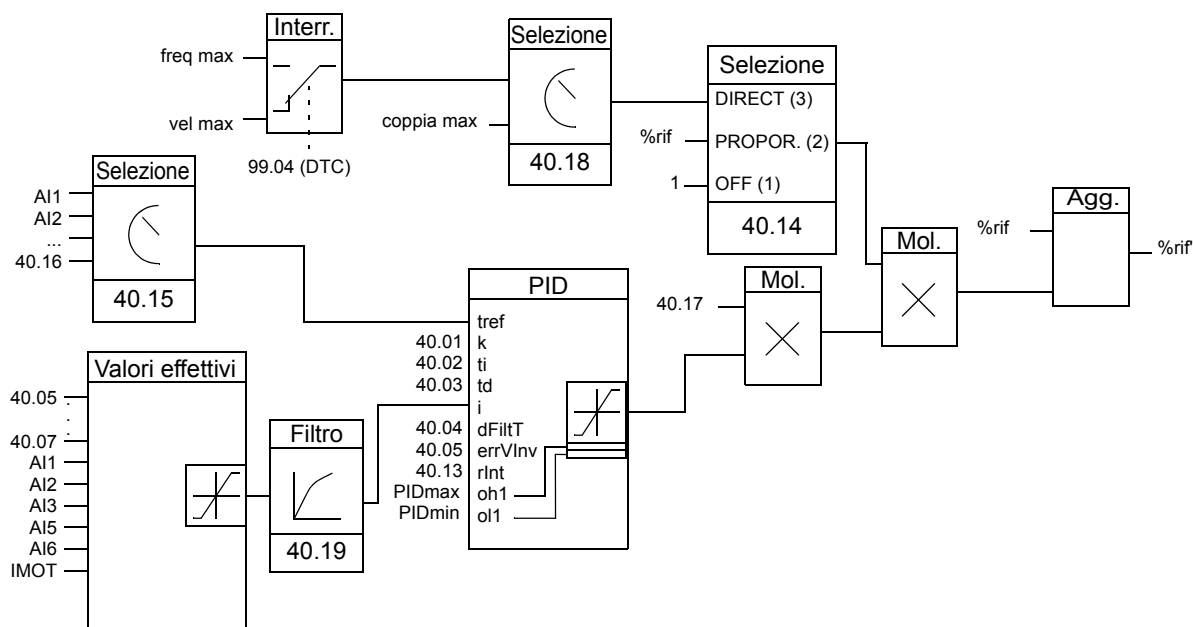 Interr.
freq max
vel max
99.04 (DTC)
Selezione
coppia max
40.18
Selezione
DIRECT (3)
%rif
PROPOR. (2)
1
OFF (1)
40.14
Selezione
AI1
AI2
...
40.16
40.15
Agg.
%rif
%rif'
Mol.
Mol.
40.17
PID
tref
40.01
k
40.02
ti
40.03
td
i
40.04
dFiltT
40.05
errVInv
40.13
rInt
PIDmax
oh1
PIDmin
ol1
Valori effettivi
40.05
.
.
40.07
AI1
AI2
AI3
AI5
AI6
IMOT
Filtro
40.19